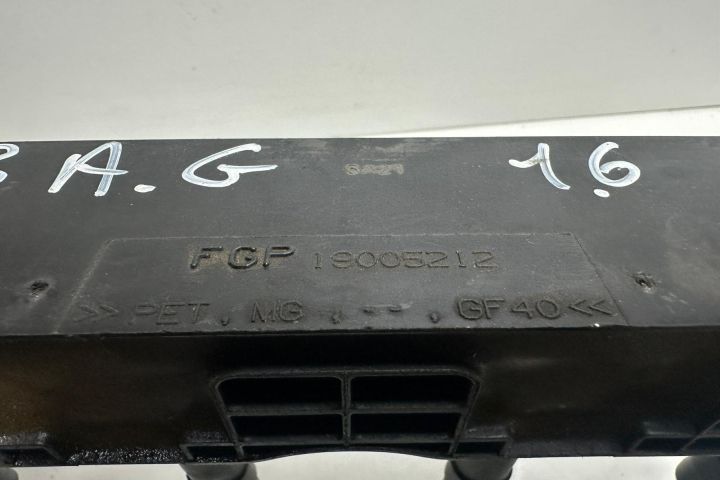 A.G 1.6
FGP 19005212
>> PET, MG, --, GF40 <<